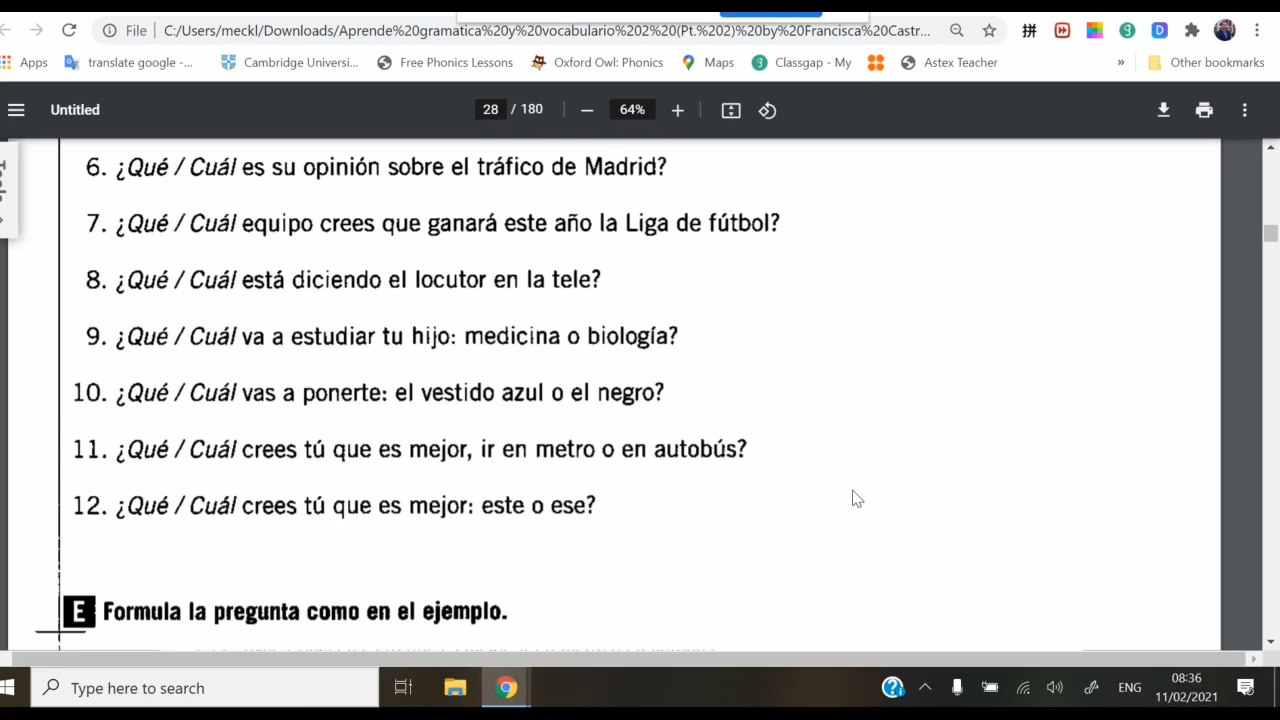 File
C:/Users/meckl/Downloads/Aprende%20gramatica%20y%20vocabulario%202%20(Pt.%202)%20by%20Francisca%20Castr...
Apps
translate google -...
Cambridge Universi...
Free Phonics Lessons
Oxford Owl: Phonics
Maps
Classgap - My
Astex Teacher
»
Other bookmarks
Untitled
28 / 180
64%
6. ¿Qué / Cuál es su opinión sobre el tráfico de Madrid?
7. ¿Qué / Cuál equipo crees que ganará este año la Liga de fútbol?
8. ¿Qué / Cuál está diciendo el locutor en la tele?
9. ¿Qué / Cuál va a estudiar tu hijo: medicina o biología?
10. ¿Qué / Cuál vas a ponerte: el vestido azul o el negro?
11. ¿Qué / Cuál crees tú que es mejor, ir en metro o en autobús?
12. ¿Qué / Cuál crees tú que es mejor: este o ese?
E Formula la pregunta como en el ejemplo.
Type here to search
ENG
08:36
11/02/2021